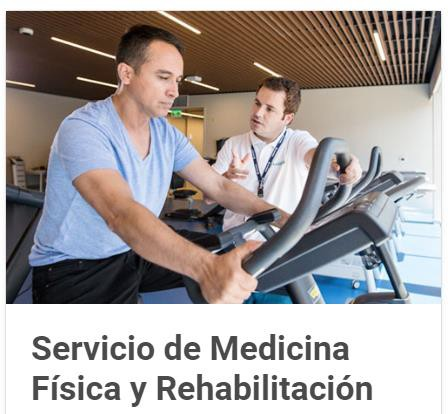 Servicio de Medicina
Física y Rehabilitación